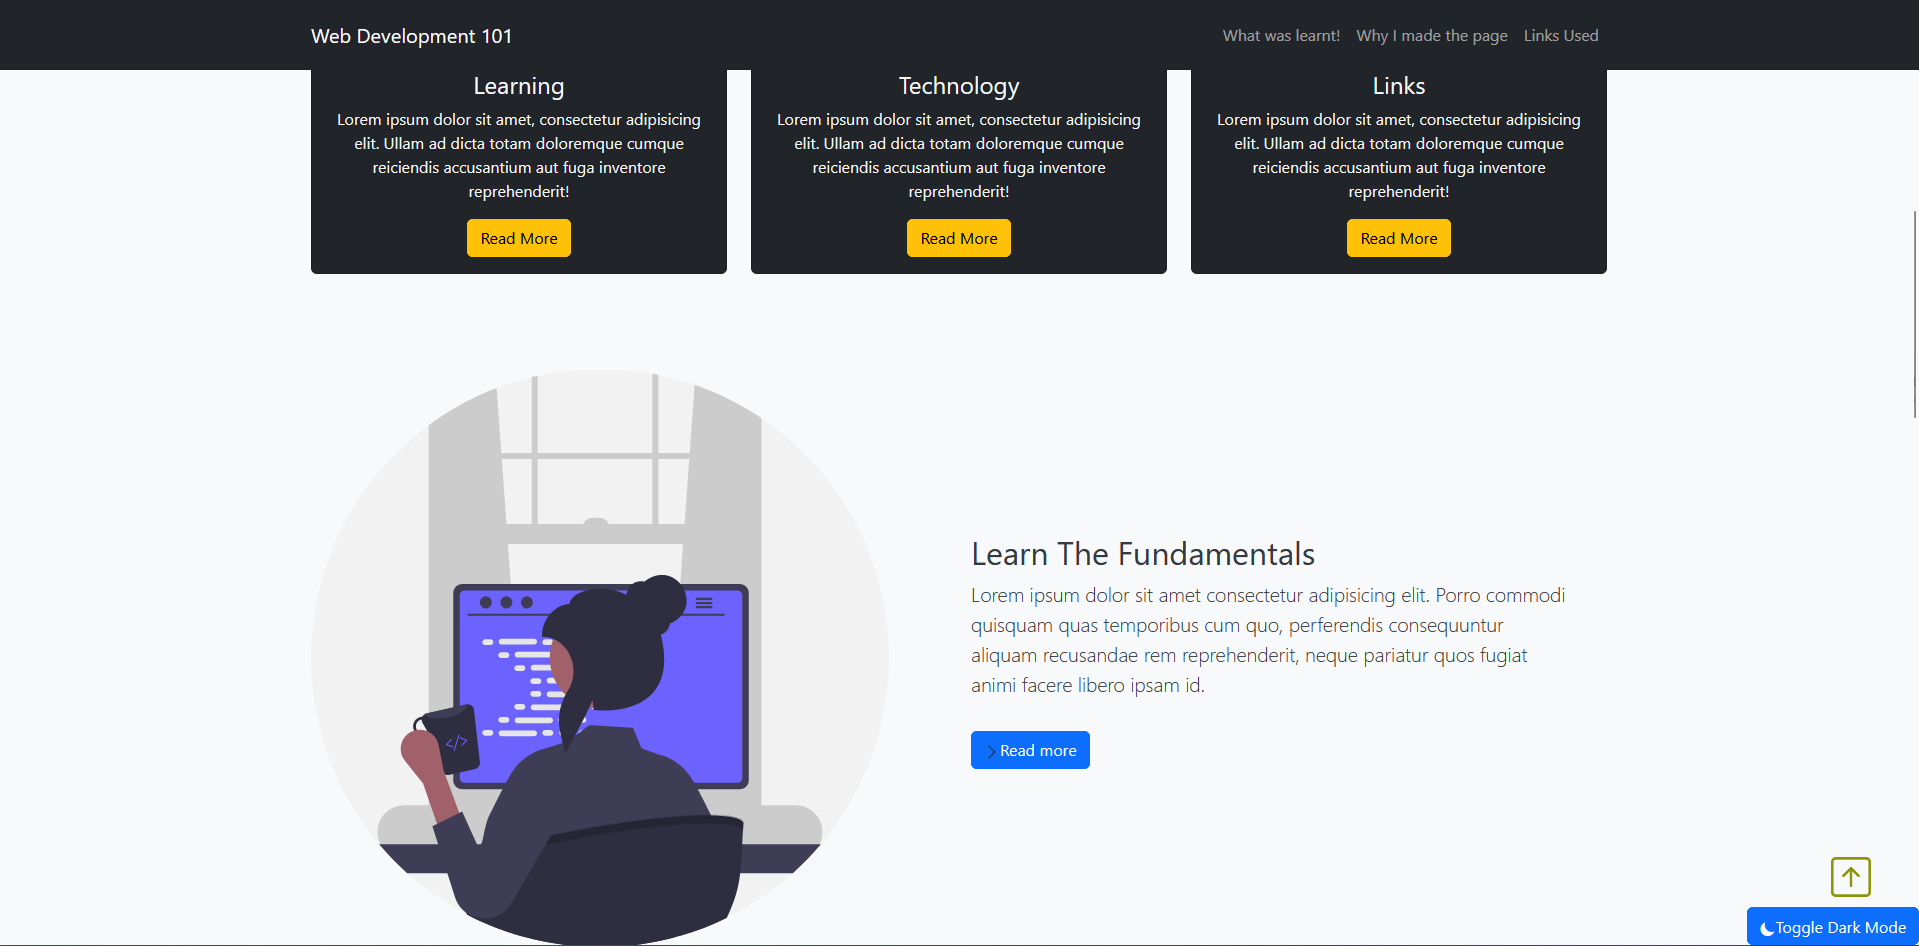 Web Development 101
What was learnt! Why I made the page Links Used
Learning
Lorem ipsum dolor sit amet, consectetur adipisicing
elit. Ullam ad dicta totam doloremque cumque
reiciendis accusantium aut fuga inventore
reprehenderit!
Read More
Technology
Lorem ipsum dolor sit amet, consectetur adipisicing
elit. Ullam ad dicta totam doloremque cumque
reiciendis accusantium aut fuga inventore
reprehenderit!
Read More
Links
Lorem ipsum dolor sit amet, consectetur adipisicing
elit. Ullam ad dicta totam doloremque cumque
reiciendis accusantium aut fuga inventore
reprehenderit!
Read More
</>
Learn The Fundamentals
Lorem ipsum dolor sit amet consectetur adipisicing elit. Porro commodi
quisquam quas temporibus cum quo, perferendis consequuntur
aliquam recusandae rem reprehenderit, neque pariatur quos fugiat
animi facere libero ipsam id.
Read more
Toggle Dark Mode